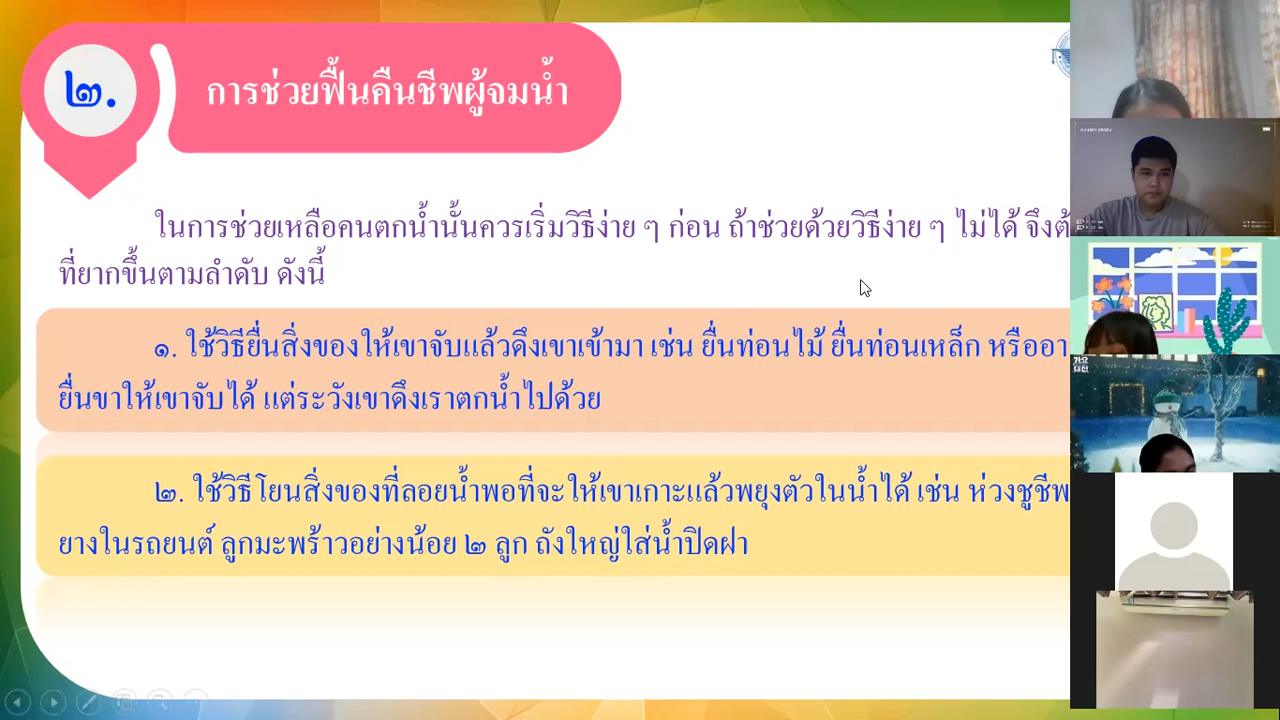 ๒.
การช่วยฟื้นคืนชีพผู้จมน้ำ
ในการช่วยเหลือคนตกน้ำนั้นควรเริ่มวิธีง่าย ๆ ก่อน ถ้าช่วยด้วยวิธีง่าย ๆ ไม่ได้
ที่ยากขึ้นตามลำดับ ดังนี้
๑. ใช้วิธียื่นสิ่งของให้เขาจับแล้วดึงเขาเข้ามา เช่น ยื่นท่อนไม้ ยื่นท่อนเหล็ก
ยื่นขาให้เขาจับได้ แต่ระวังเขาดึงเราตกน้ำไปด้วย
๒. ใช้วิธีโยนสิ่งของที่ลอยน้ำพอที่จะให้เขาเกาะแล้วพยุงตัวในน้ำได้ เช่น ห่วงชูชีพ
ยางในรถยนต์ ลูกมะพร้าวอย่างน้อย ๒ ลูก ถังใหญ่ใส่น้ำปิดฝา
가요
대전